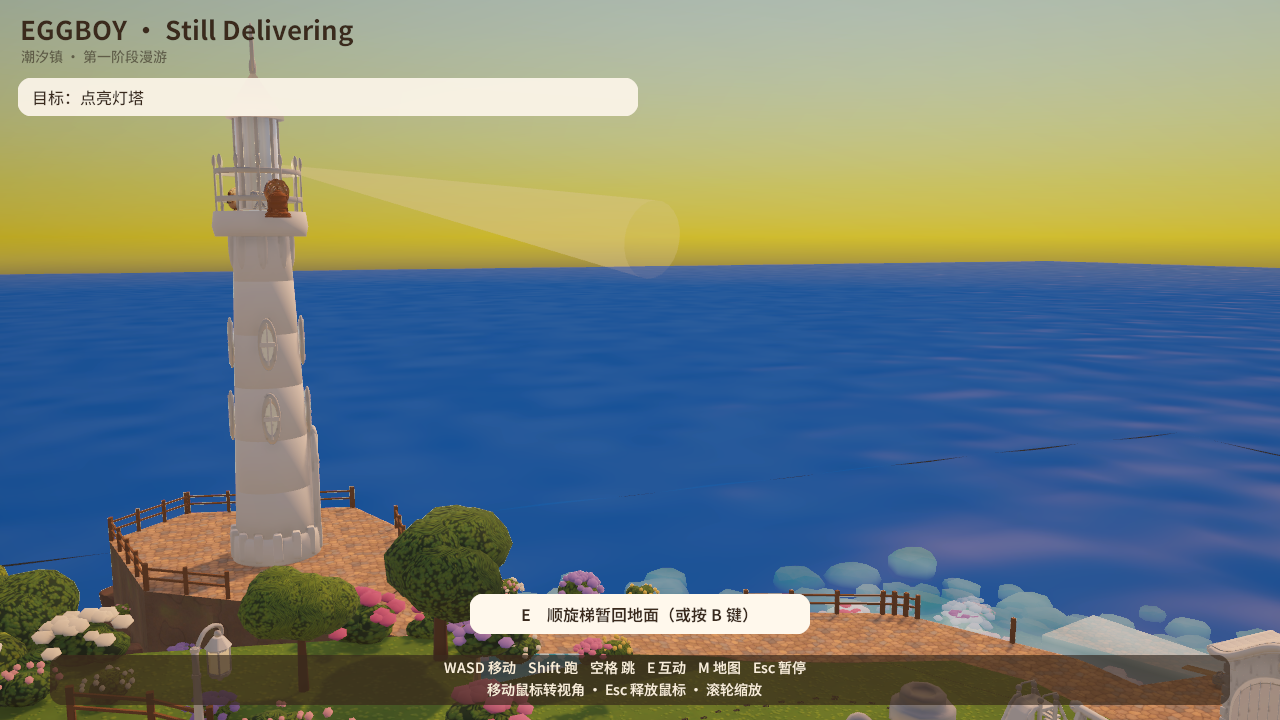 EGGBOY • Still Delivering
潮汐镇 • 第一阶段漫游
目标：点亮灯塔
E 顺旋梯暂回地面（或按 B 键）
WASD 移动 Shift 跑 空格 跳 E 互动 M 地图 Esc 暂停
移动鼠标转视角 • Esc 释放鼠标 • 滚轮缩放